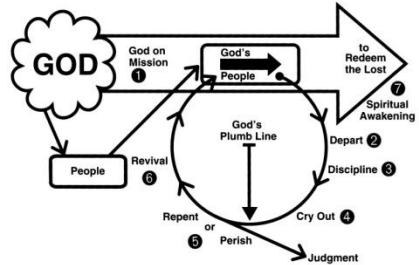 GOD
God on
Mission
1
God's
People
to
Redeem
the Lost
7
Spiritual
Awakening
God's
Plumb Line
Depart 2
Discipline 3
Cry Out 4
Repent
or
5 Perish
Judgment
Revival
6
People